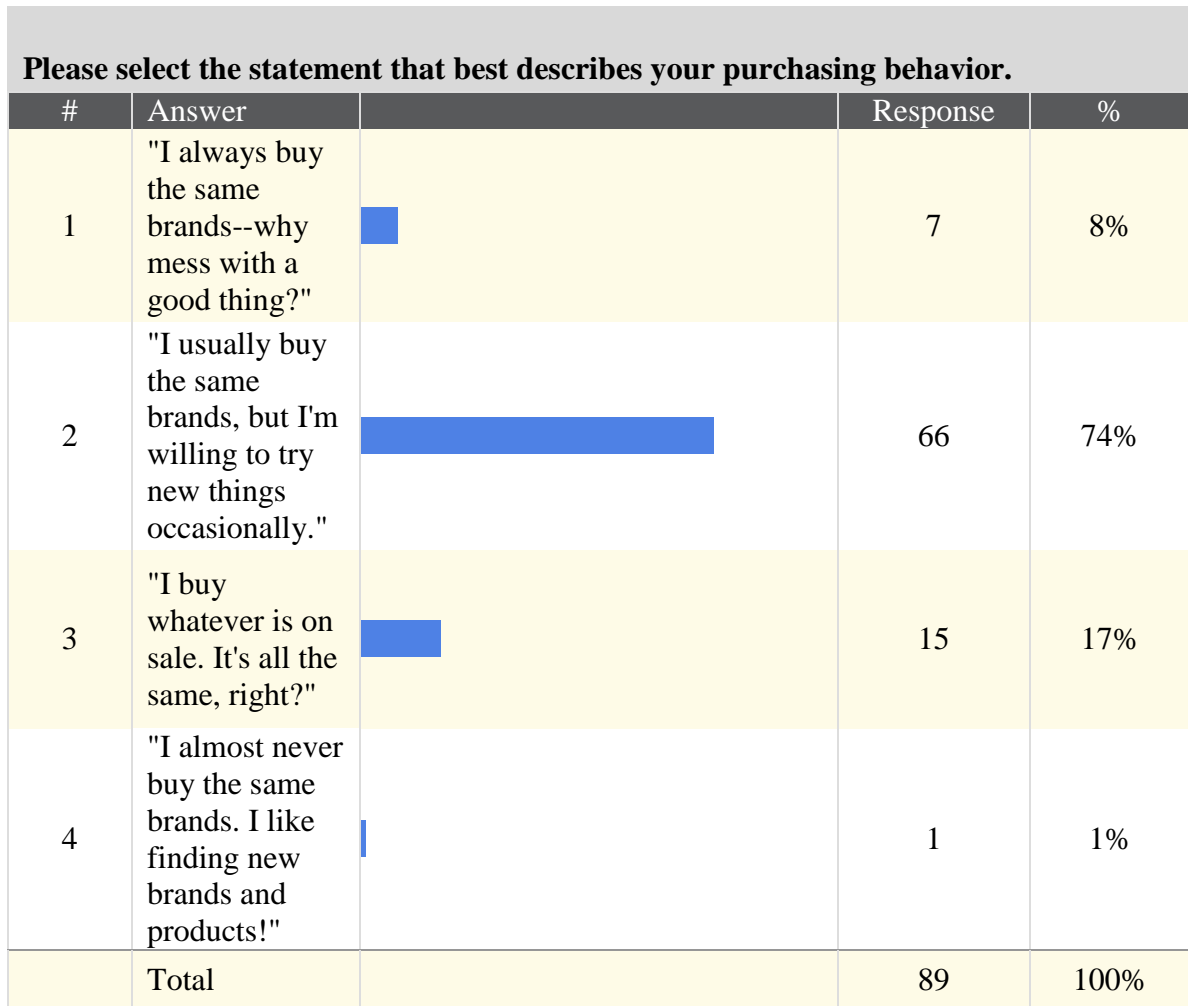 Please select the statement that best describes your purchasing behavior.
# Answer Response %
"I always buy
the same
brands--why
mess with a
good thing?"
1 7 8%
"I usually buy
the same
brands, but I'm
willing to try
new things
occasionally."
2 66 74%
"I buy
whatever is on
sale. It's all the
same, right?"
3 15 17%
"I almost never
buy the same
brands. I like
finding new
brands and
products!"
4 1 1%
Total 89 100%